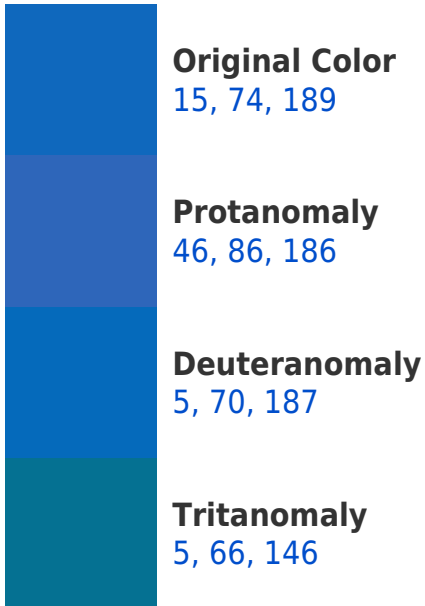 Original Color
15, 74, 189
Protanomaly
46, 86, 186
Deuteranomaly
5, 70, 187
Tritanomaly
5, 66, 146